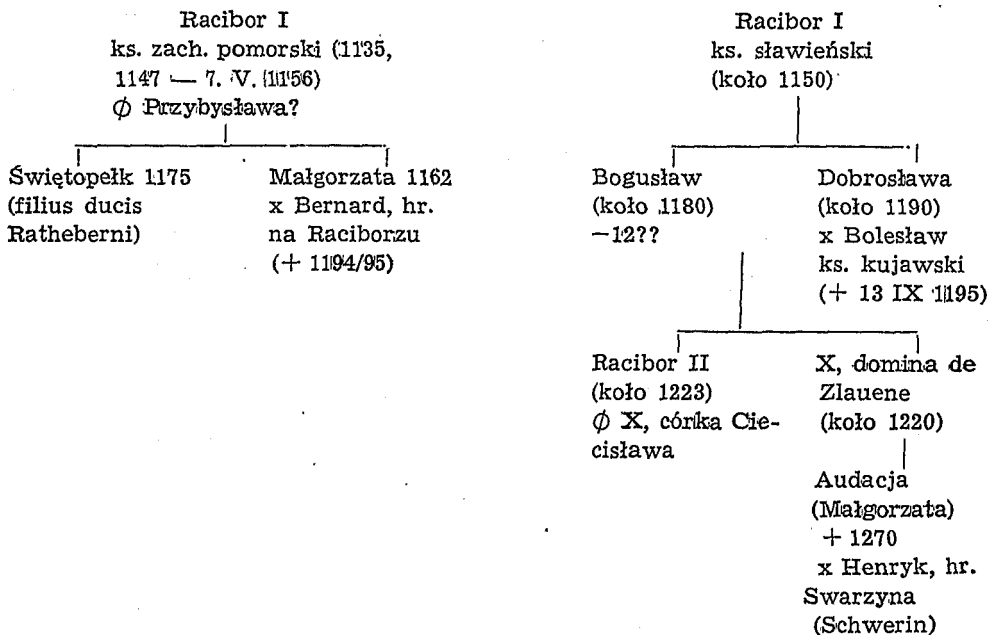 Racibor I
ks. zach. pomorski (1135,
1147 — 7. V. 1156)
∅ Przybysława?
Świętopełk 1175
(filius ducis
Ratheberni)
Małgorzata 1162
x Bernard, hr.
na Raciborzu
(+ 1194/95)
Racibor I
ks. sławieński
(koło 1150)
Bogusław
(koło 1180)
—12??
Dobrosława
(koło 1190)
x Bolesław
ks. kujawski
(+ 13 IX 1195)
Racibor II
(koło 1223)
∅ X, córka Cie-
cisława
X, domina de
Zlauene
(koło 1220)
Audacja
(Małgorzata)
+ 1270
x Henryk, hr.
Swarzyna
(Schwerin)